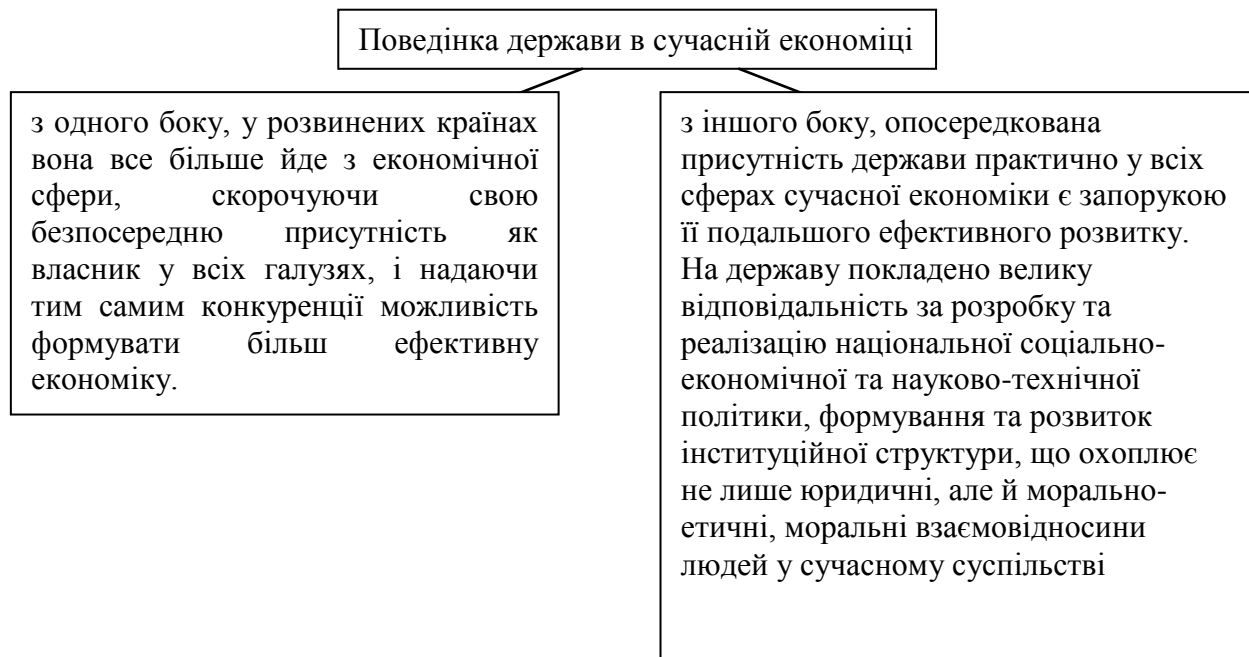 Поведінка держави в сучасній економіці
з одного боку, у розвинених країнах
вона все більше йде з економічної
сфери, скорочуючи свою
безпосередню присутність як
власник у всіх галузях, і надаючи
тим самим конкуренції можливість
формувати більш ефективну
економіку.
з іншого боку, опосередкована
присутність держави практично у всіх
сферах сучасної економіки є запорукою
її подальшого ефективного розвитку.
На державу покладено велику
відповідальність за розробку та
реалізацію національної соціально-
економічної та науково-технічної
політики, формування та розвиток
інституційної структури, що охоплює
не лише юридичні, але й морально-
етичні, моральні взаємовідносини
людей у сучасному суспільстві